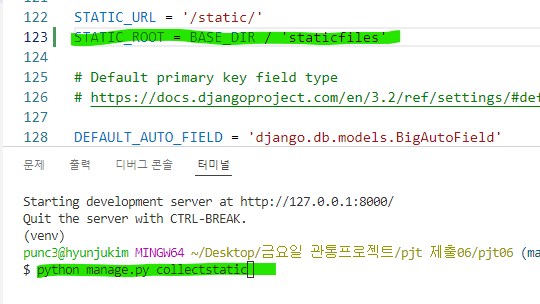 122 STATIC_URL = '/static/'
123 STATIC_ROOT = BASE_DIR / 'staticfiles'
124
125 # Default primary key field type
126 # https://docs.djangoproject.com/en/3.2/ref/settings/#def
127
128 DEFAULT_AUTO_FIELD = 'django.db.models.BigAutoField'
문제 출력 디버그 콘솔 터미널
Starting development server at http://127.0.0.1:8000/
Quit the server with CTRL-BREAK.
(venv)
punc3@hyunjukim MINGW64 ~/Desktop/금요일 관통프로젝트/pjt 제출06/pjt06 (ma
$ python manage.py collectstatic